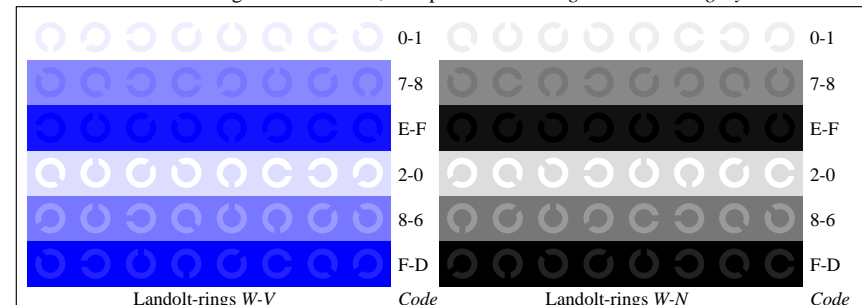 0-1 0-1
7-8 7-8
E-F E-F
2-0 2-0
8-6 8-6
F-D F-D
Landolt-rings W-V Code Landolt-rings W-N Code